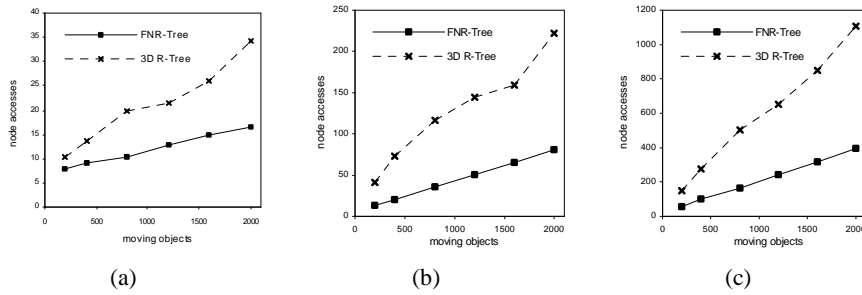 40
35
30
25
20
15
10
5
0
node accesses
FNR-Tree
3D R-Tree
0 500 1000 1500 2000
moving objects
(a)
250
200
150
100
50
0
node accesses
FNR-Tree
3D R-Tree
0 500 1000 1500 2000
moving objects
(b)
1200
1000
800
600
400
200
0
node accesses
FNR-Tree
3D R-Tree
0 500 1000 1500 2000
moving objects
(c)